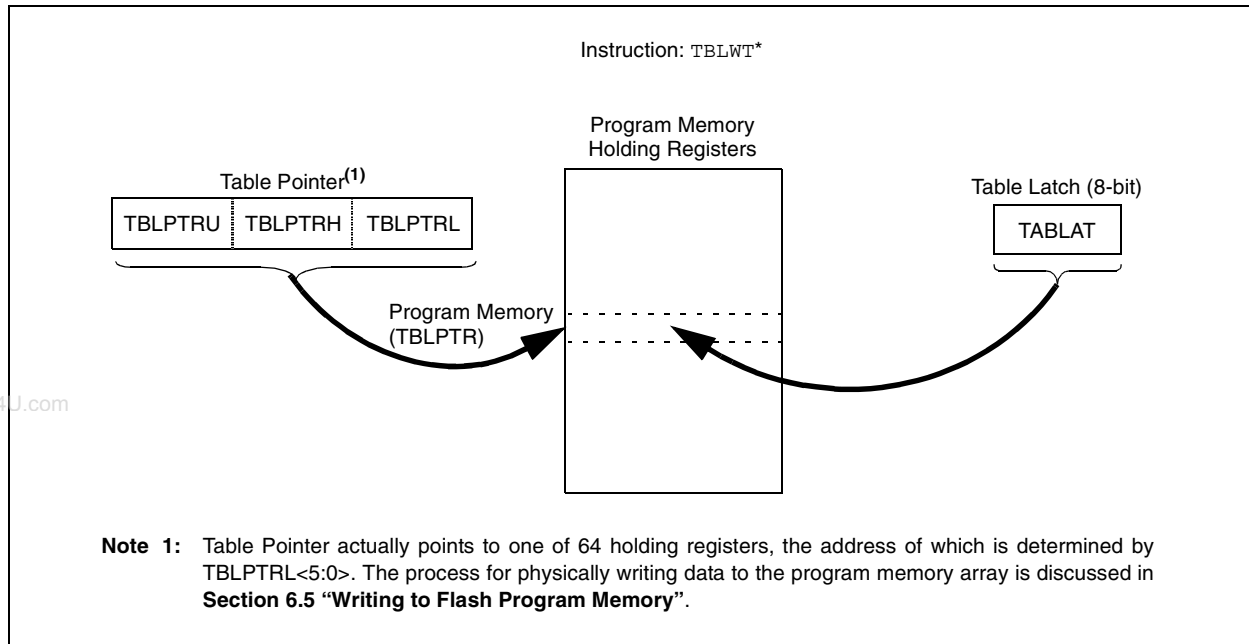 Instruction: TBLWT*
Program Memory
Holding Registers
Table Pointer(1)
Table Latch (8-bit)
TBLPTRU TBLPTRH TBLPTRL
TABLAT
Program Memory
(TBLPTR)
4U.com
Note 1: Table Pointer actually points to one of 64 holding registers, the address of which is determined by
TBLPTRL<5:0>. The process for physically writing data to the program memory array is discussed in
Section 6.5 “Writing to Flash Program Memory”.